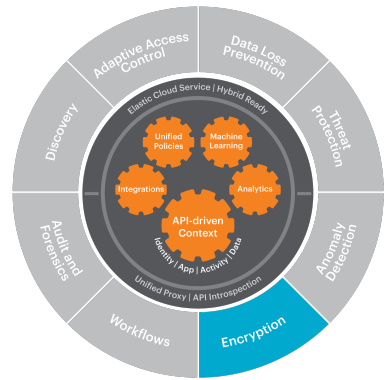 Adaptive Access
Control
Data Loss
Prevention
Threat
Protection
Anomaly
Detection
Encryption
Workflows
Audit and
Forensics
Discovery
Elastic Cloud Service | Hybrid Ready
Unified
Policies
Machine
Learning
Integrations
Analytics
API-driven
Context
Identity | App | Activity | Data
Unified Proxy | API Introspection